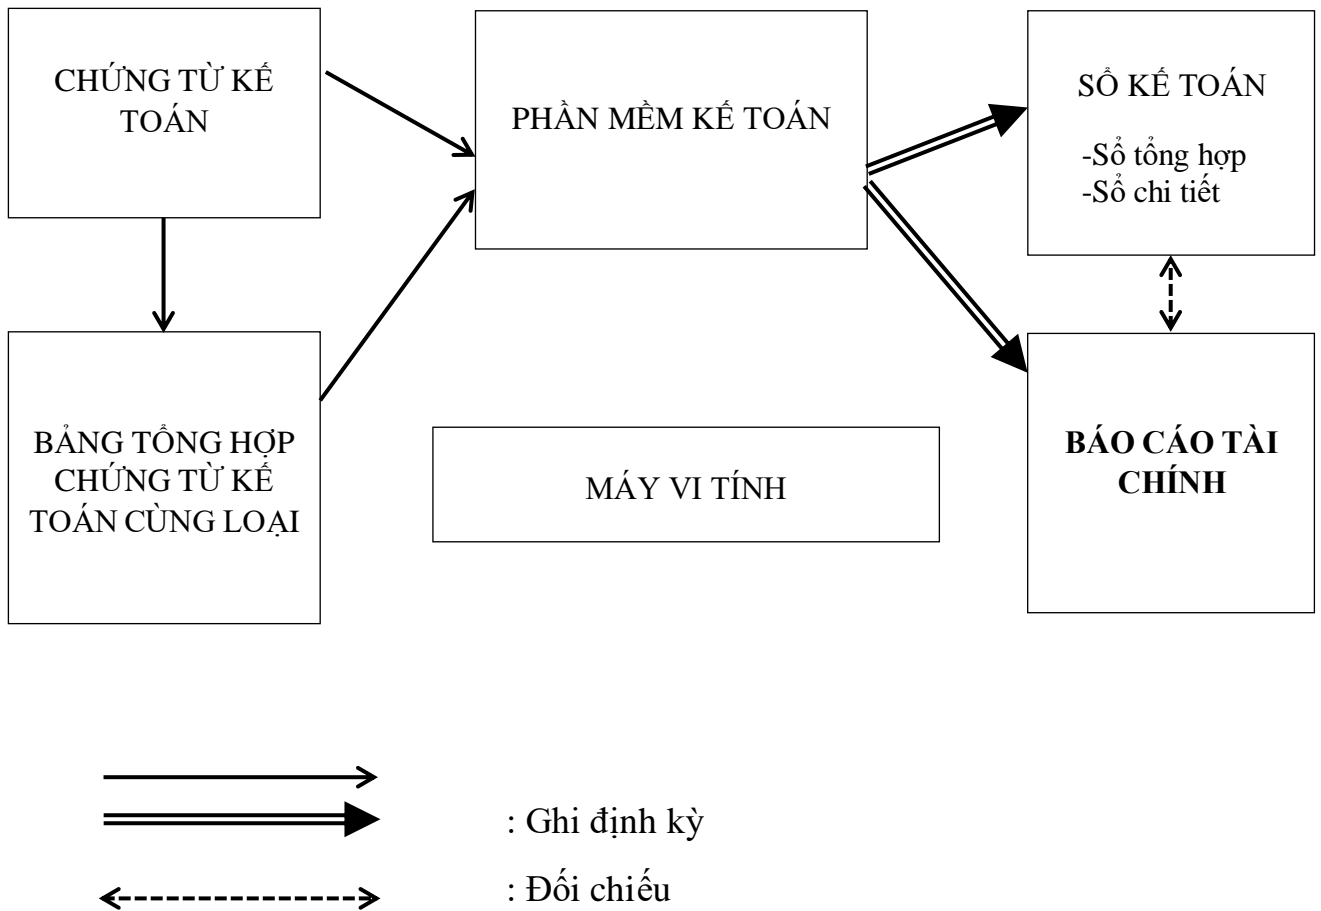 CHỨNG TỪ KẾ
TOÁN
PHẦN MỀM KẾ TOÁN
SỔ KẾ TOÁN
-Sổ tổng hợp
-Sổ chi tiết
BẢNG TỔNG HỢP
CHỨNG TỪ KẾ
TOÁN CÙNG LOẠI
MÁY VI TÍNH
BÁO CÁO TÀI
CHÍNH
: Ghi định kỳ
: Đối chiếu